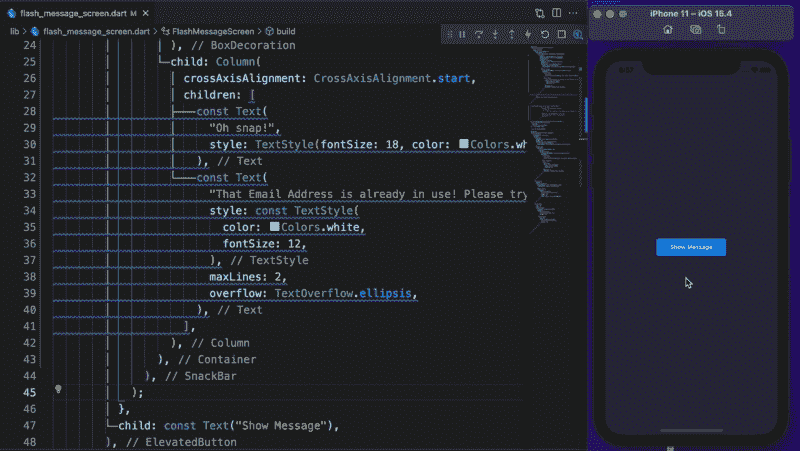 flash_message_screen.dart M
lib > flash_message_screen.dart > FlashMessageScreen > build
24 ), // BoxDecoration
25 child: Column(
26 crossAxisAlignment: CrossAxisAlignment.start,
27 children: [
28 const Text(
29 "Oh snap!",
30 style: TextStyle(fontSize: 18, color: Colors.wh
31 ), // Text
32 const Text(
33 "That Email Address is already in use! Please try
34 style: const TextStyle(
35 color: Colors.white,
36 fontSize: 12,
37 ), // TextStyle
38 maxLines: 2,
39 overflow: TextOverflow.ellipsis,
40 ), // Text
41 ],
42 ), // Column
43 ), // Container
44 ), // SnackBar
45 );
46 },
47 child: const Text("Show Message"),
48 ), // ElevatedButton
iPhone 11 – iOS 15.4
Show Message